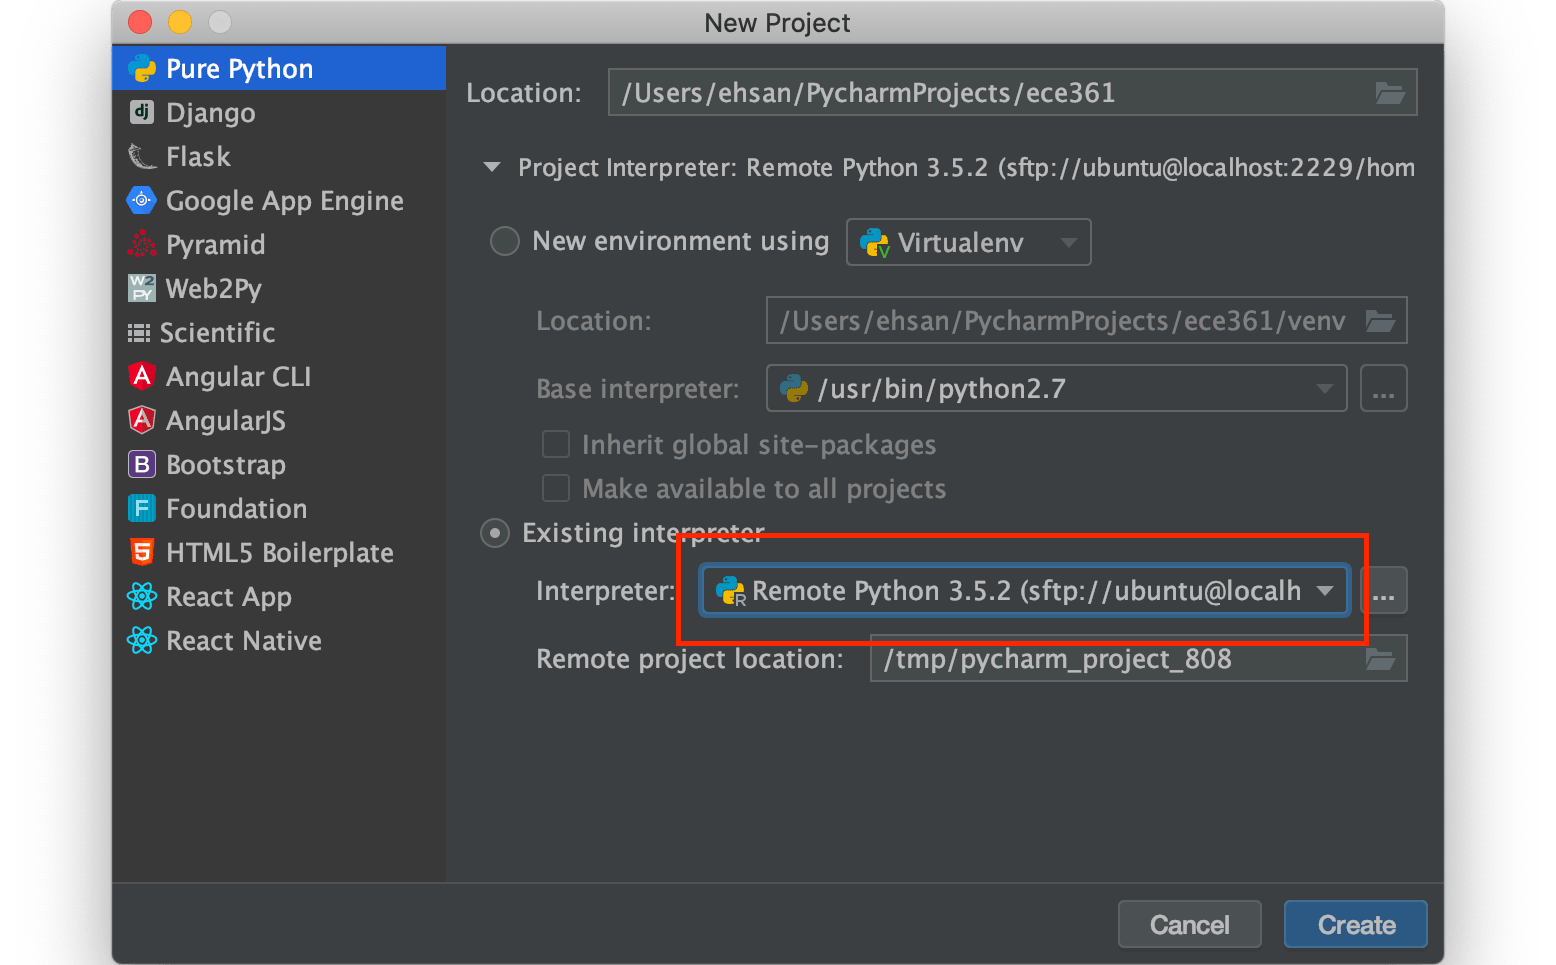 New Project
Pure Python
Django
Flask
Google App Engine
Pyramid
Web2Py
Scientific
Angular CLI
AngularJS
Bootstrap
Foundation
HTML5 Boilerplate
React App
React Native
Location: /Users/ehsan/PycharmProjects/ece361
Project Interpreter: Remote Python 3.5.2 (sftp://ubuntu@localhost:2229/hom
New environment using Virtualenv
Location: /Users/ehsan/PycharmProjects/ece361/venv
Base interpreter: /usr/bin/python2.7 ...
Inherit global site-packages
Make available to all projects
Existing interpreter
Interpreter: Remote Python 3.5.2 (sftp://ubuntu@localh ...
Remote project location: /tmp/pycharm_project_808
Cancel Create